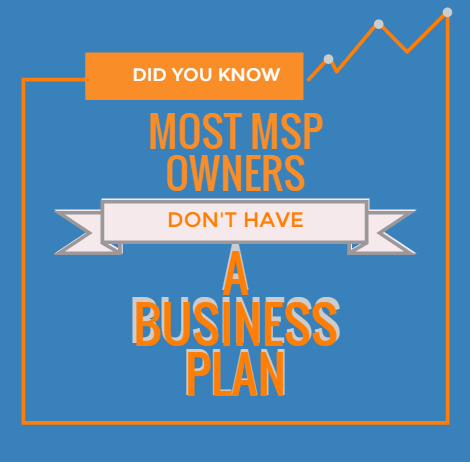 DID YOU KNOW
MOST MSP
OWNERS
DON'T HAVE
A
BUSINESS
PLAN